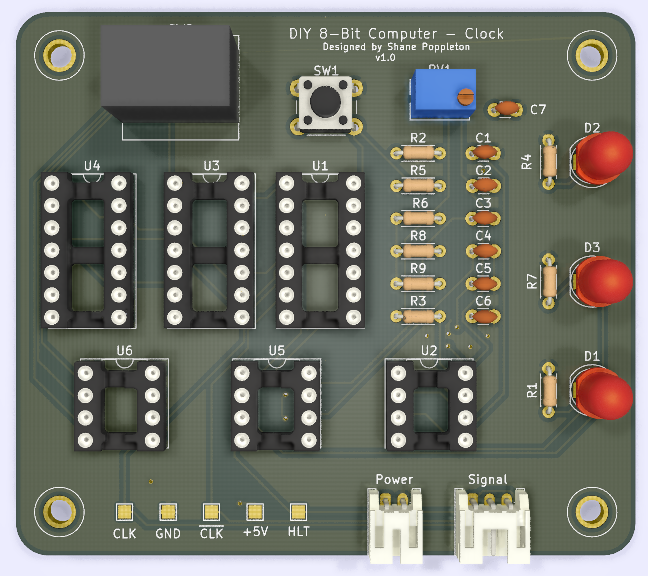 DIY 8-Bit Computer - Clock
Designed by Shane Poppleton
v1.0
SW1
RV1
C7
D2
R2
C1
R4
U4
U3
U1
R5
C2
R6
C3
R8
C4
D3
R9
C5
R7
R3
C6
U6
U5
U2
D1
R1
Power
Signal
CLK
GND
CLK
+5V
HLT